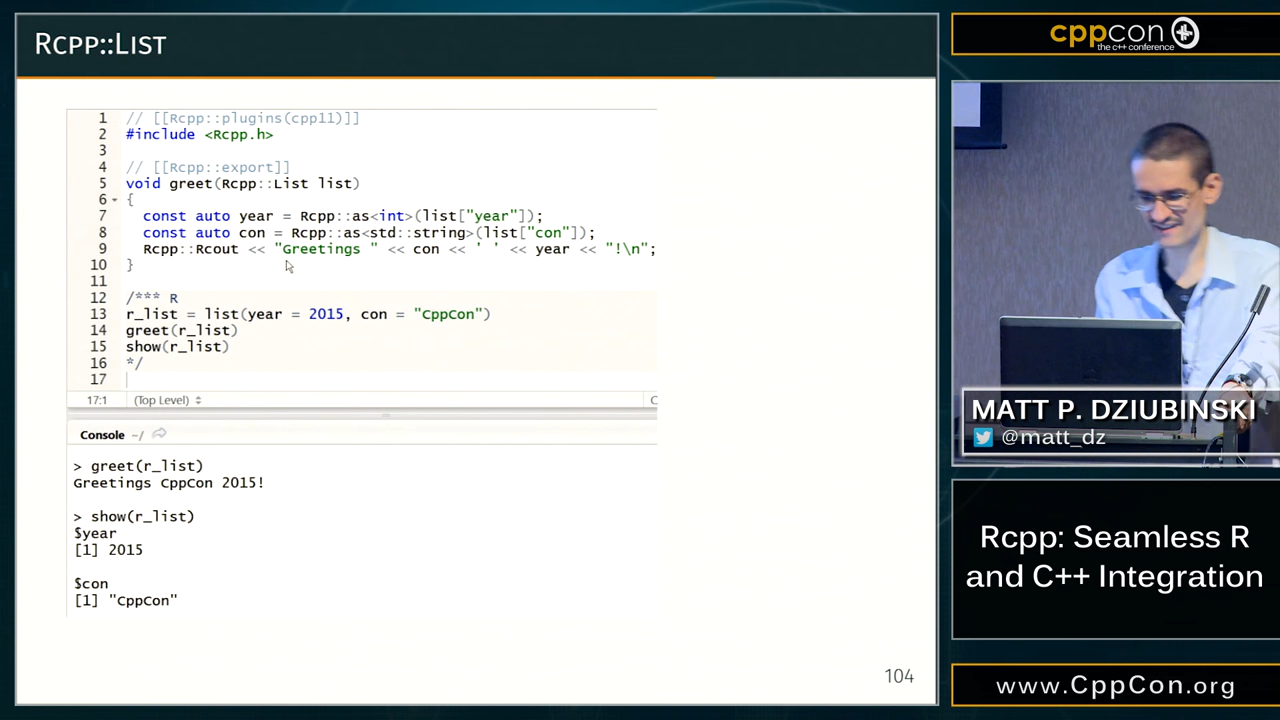 RCPP::LIST
1 // [[Rcpp::plugins(cpp11)]]
2 #include <Rcpp.h>
3
4 // [[Rcpp::export]]
5 void greet(Rcpp::List list)
6 {
7 const auto year = Rcpp::as<int>(list["year"]);
8 const auto con = Rcpp::as<std::string>(list["con"]);
9 Rcpp::Rcout << "Greetings " << con << ' ' << year << "!\n";
10 }
11
12 /*** R
13 r_list = list(year = 2015, con = "CppCon")
14 greet(r_list)
15 show(r_list)
16 */
17
17:1 (Top Level) C
Console ~/
> greet(r_list)
Greetings CppCon 2015!
> show(r_list)
$year
[1] 2015
$con
[1] "CppCon"
104
cppcon
the c++ conference
MATT P. DZIUBINSKI
@matt_dz
Rcpp: Seamless R
and C++ Integration
www.CppCon.org